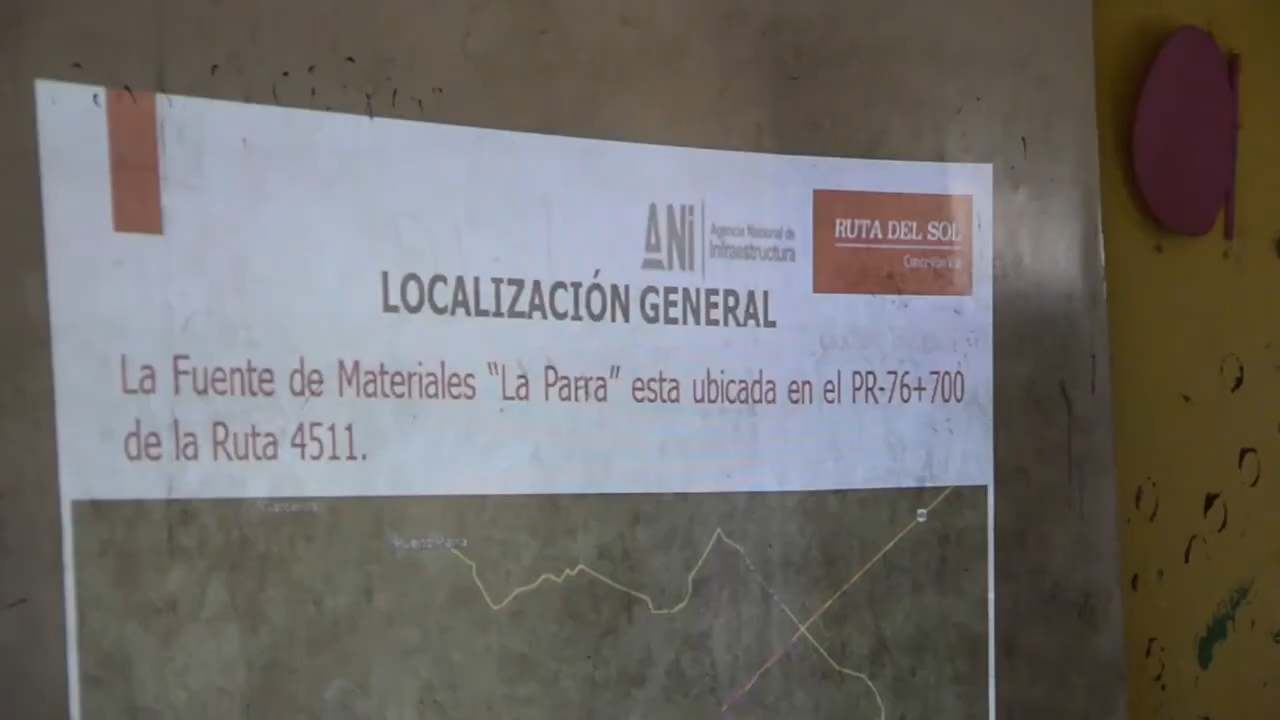 ANi
Agencia Nacional de
Infraestructura
RUTA DEL SOL
LOCALIZACIÓN GENERAL
La Fuente de Materiales “La Parra” esta ubicada en el PR-76+700
de la Ruta 4511.